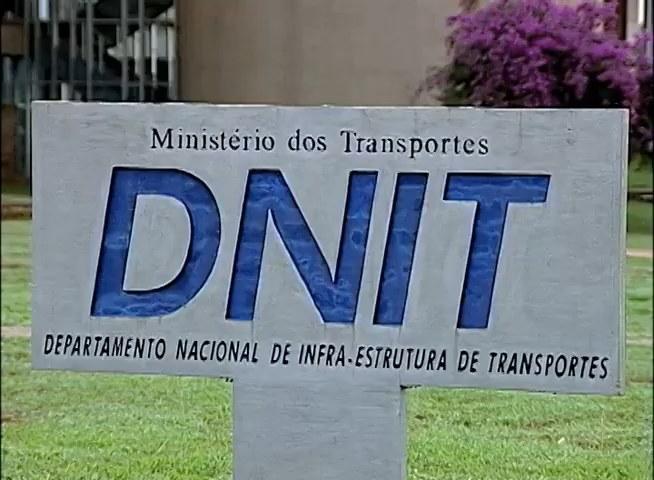 Ministério dos Transportes
DNIT
DEPARTAMENTO NACIONAL DE INFRA-ESTRUTURA DE TRANSPORTES